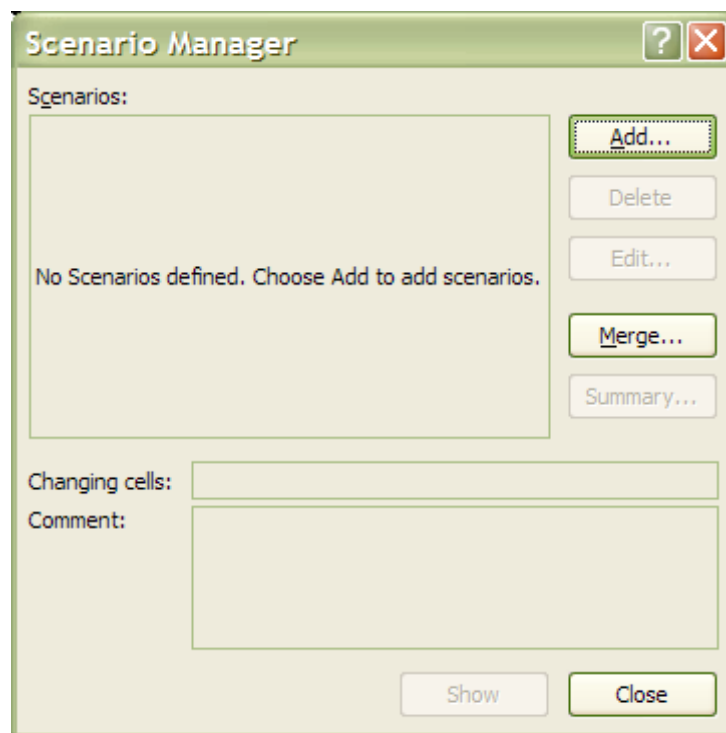 Scenario Manager
?
Scenarios:
Add...
Delete
Edit...
No Scenarios defined. Choose Add to add scenarios.
Merge...
Summary...
Changing cells:
Comment:
Show
Close